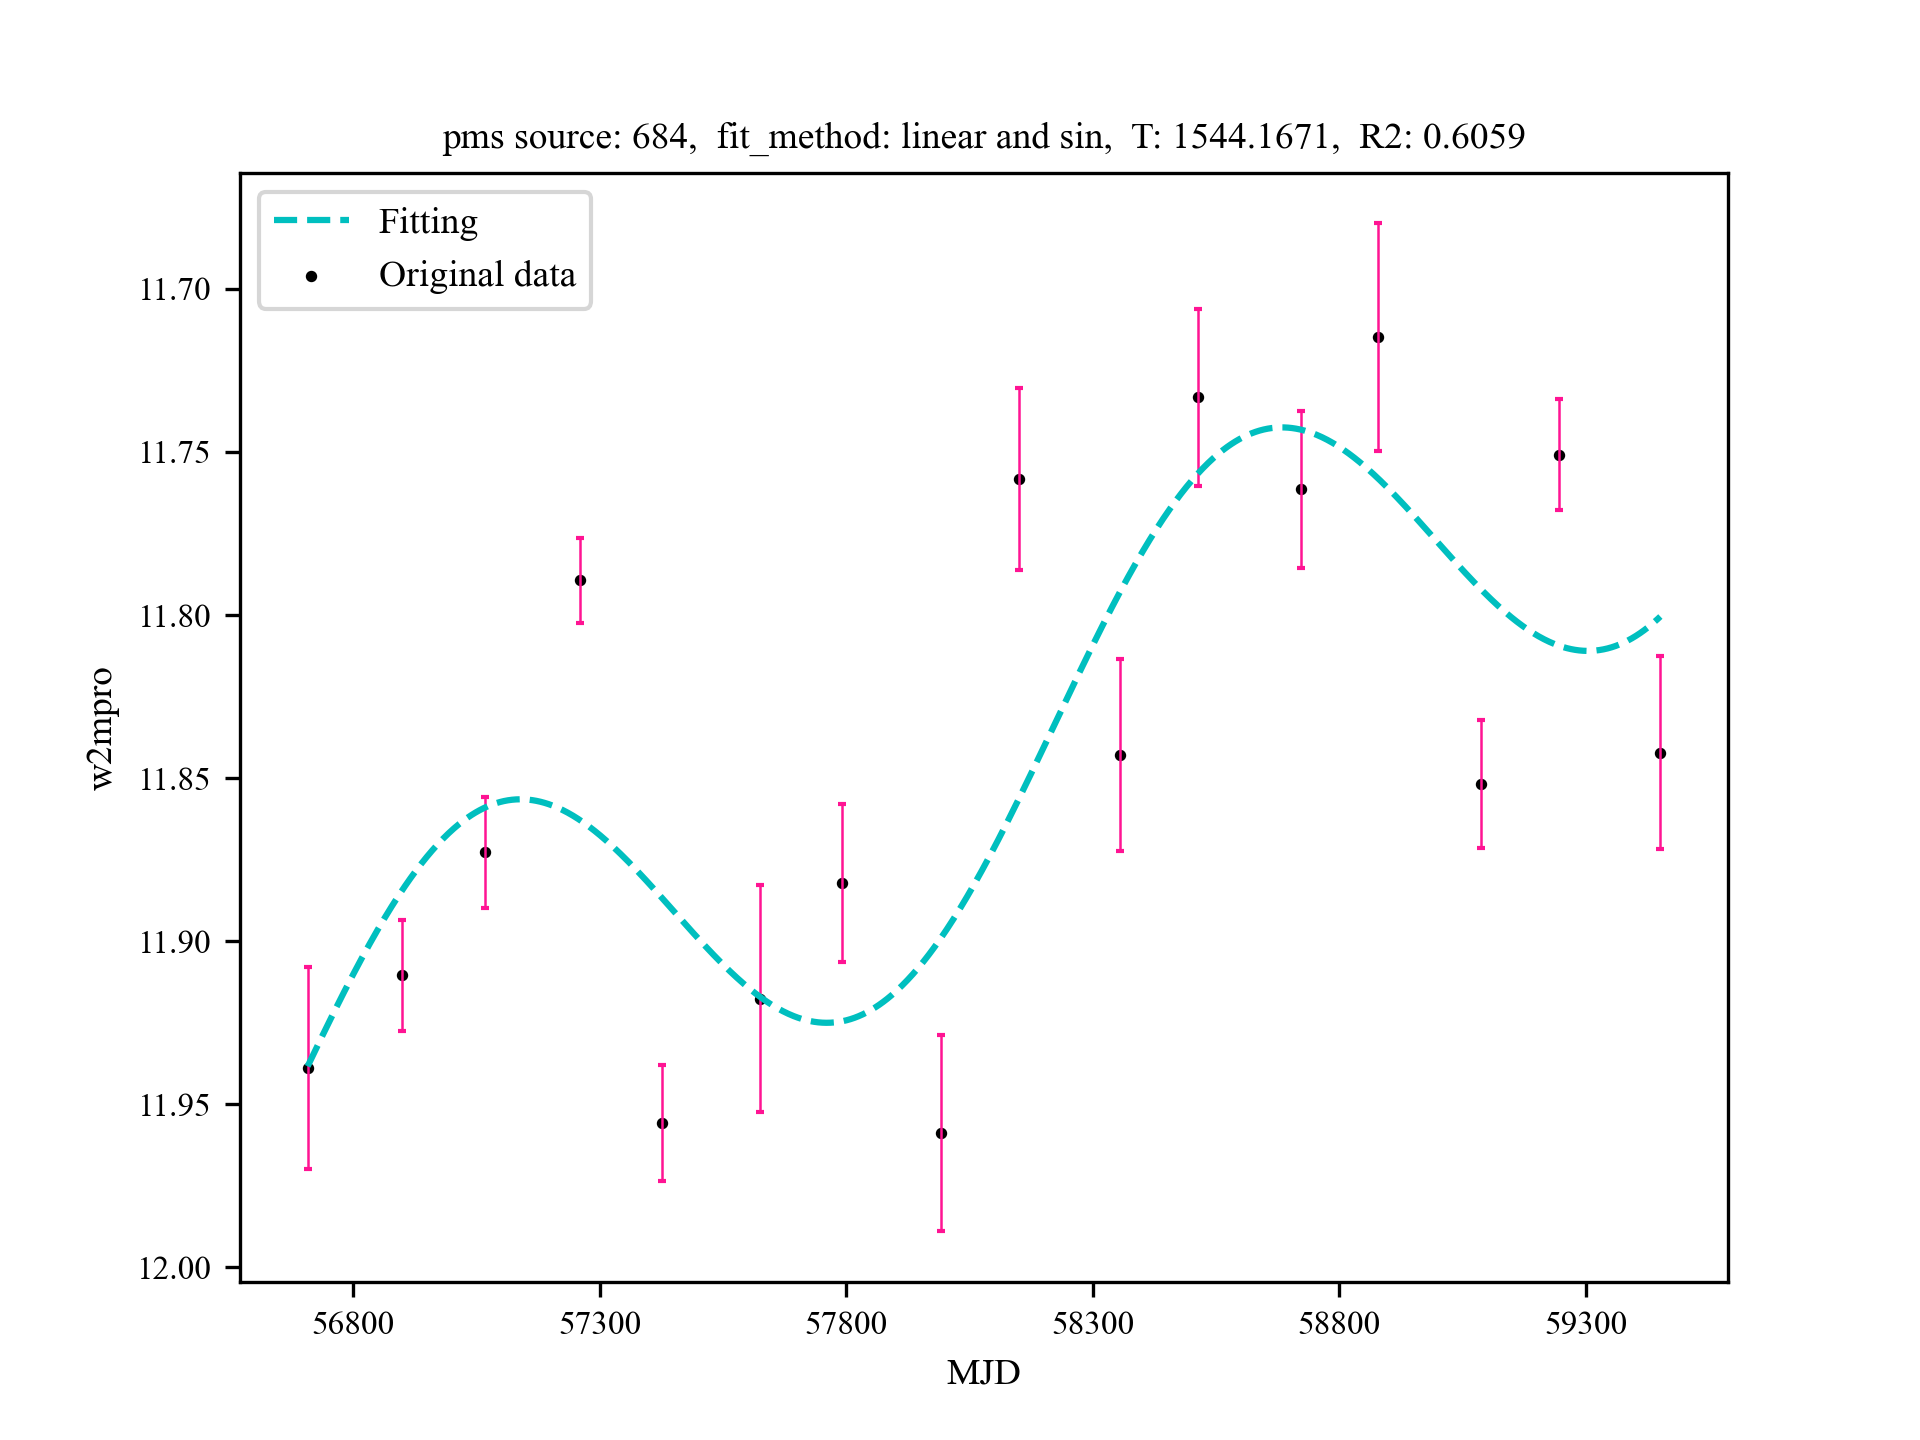 pms source: 684,  fit_method: linear and sin,  T: 1544.1671,  R2: 0.6059
Fitting
Original data
11.70
11.75
11.80
11.85
11.90
11.95
12.00
w2mpro
56800 57300 57800 58300 58800 59300
MJD